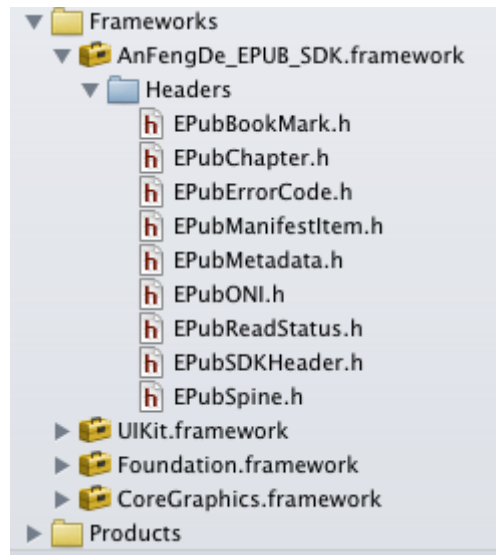 Frameworks
AnFengDe_EPUB_SDK.framework
Headers
h EPubBookMark.h
h EPubChapter.h
h EPubErrorCode.h
h EPubManifestItem.h
h EPubMetadata.h
h EPubONI.h
h EPubReadStatus.h
h EPubSDKHeader.h
h EPubSpine.h
UIKit.framework
Foundation.framework
CoreGraphics.framework
Products